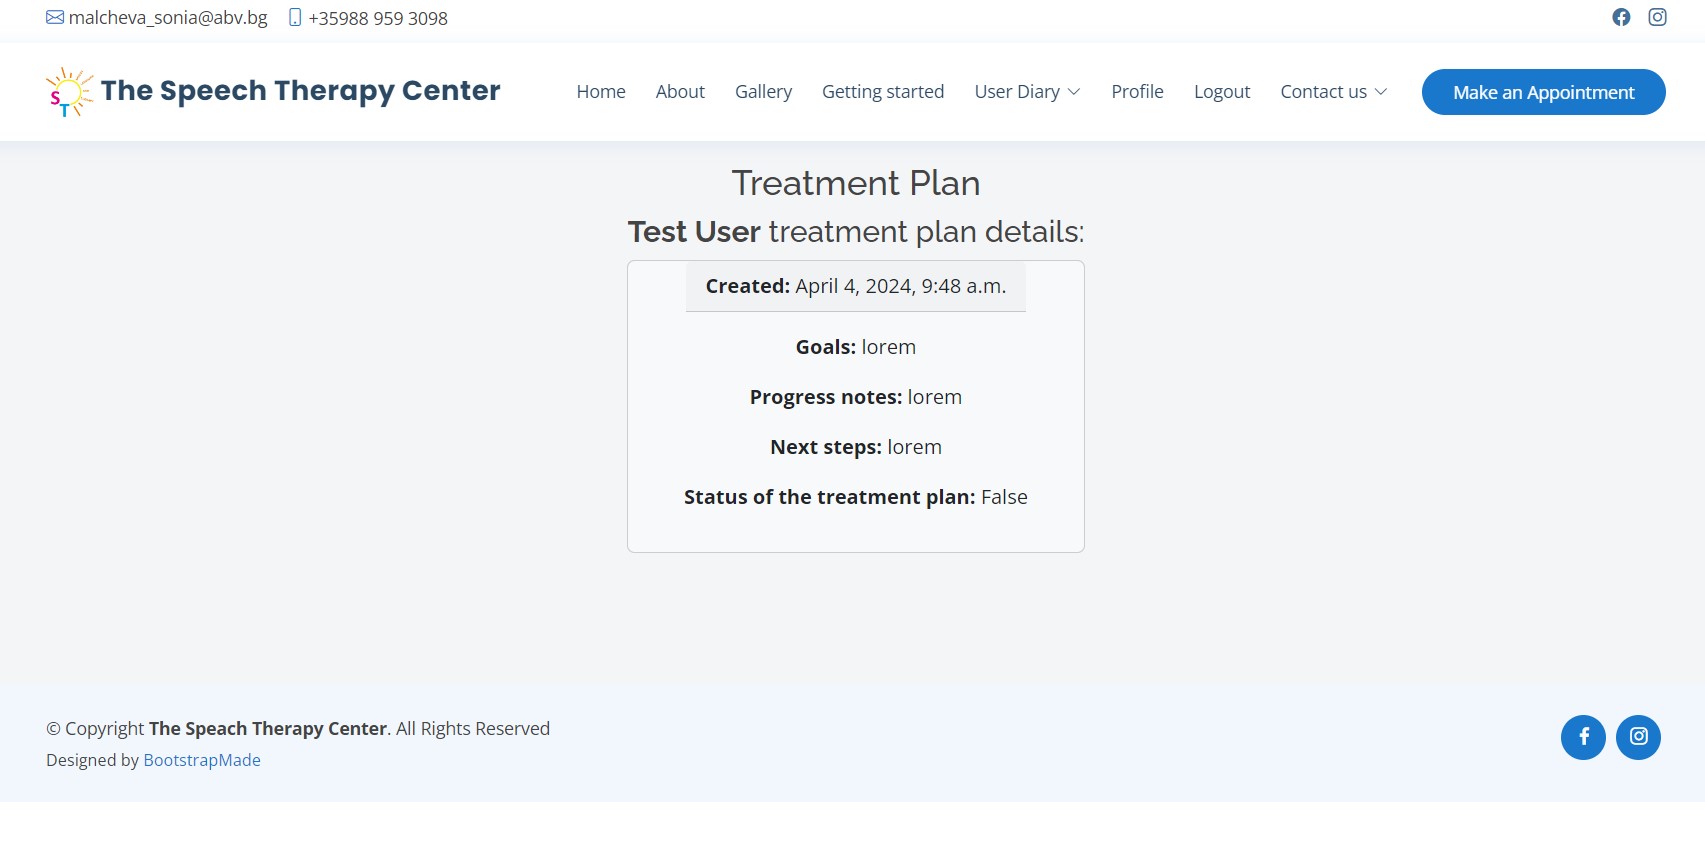 malcheva_sonia@abv.bg +35988 959 3098
ST The Speech Therapy Center Home About Gallery Getting started User Diary Profile Logout Contact us Make an Appointment
Treatment Plan
Test User treatment plan details:
Created: April 4, 2024, 9:48 a.m.
Goals: lorem
Progress notes: lorem
Next steps: lorem
Status of the treatment plan: False
© Copyright The Speach Therapy Center. All Rights Reserved
Designed by BootstrapMade